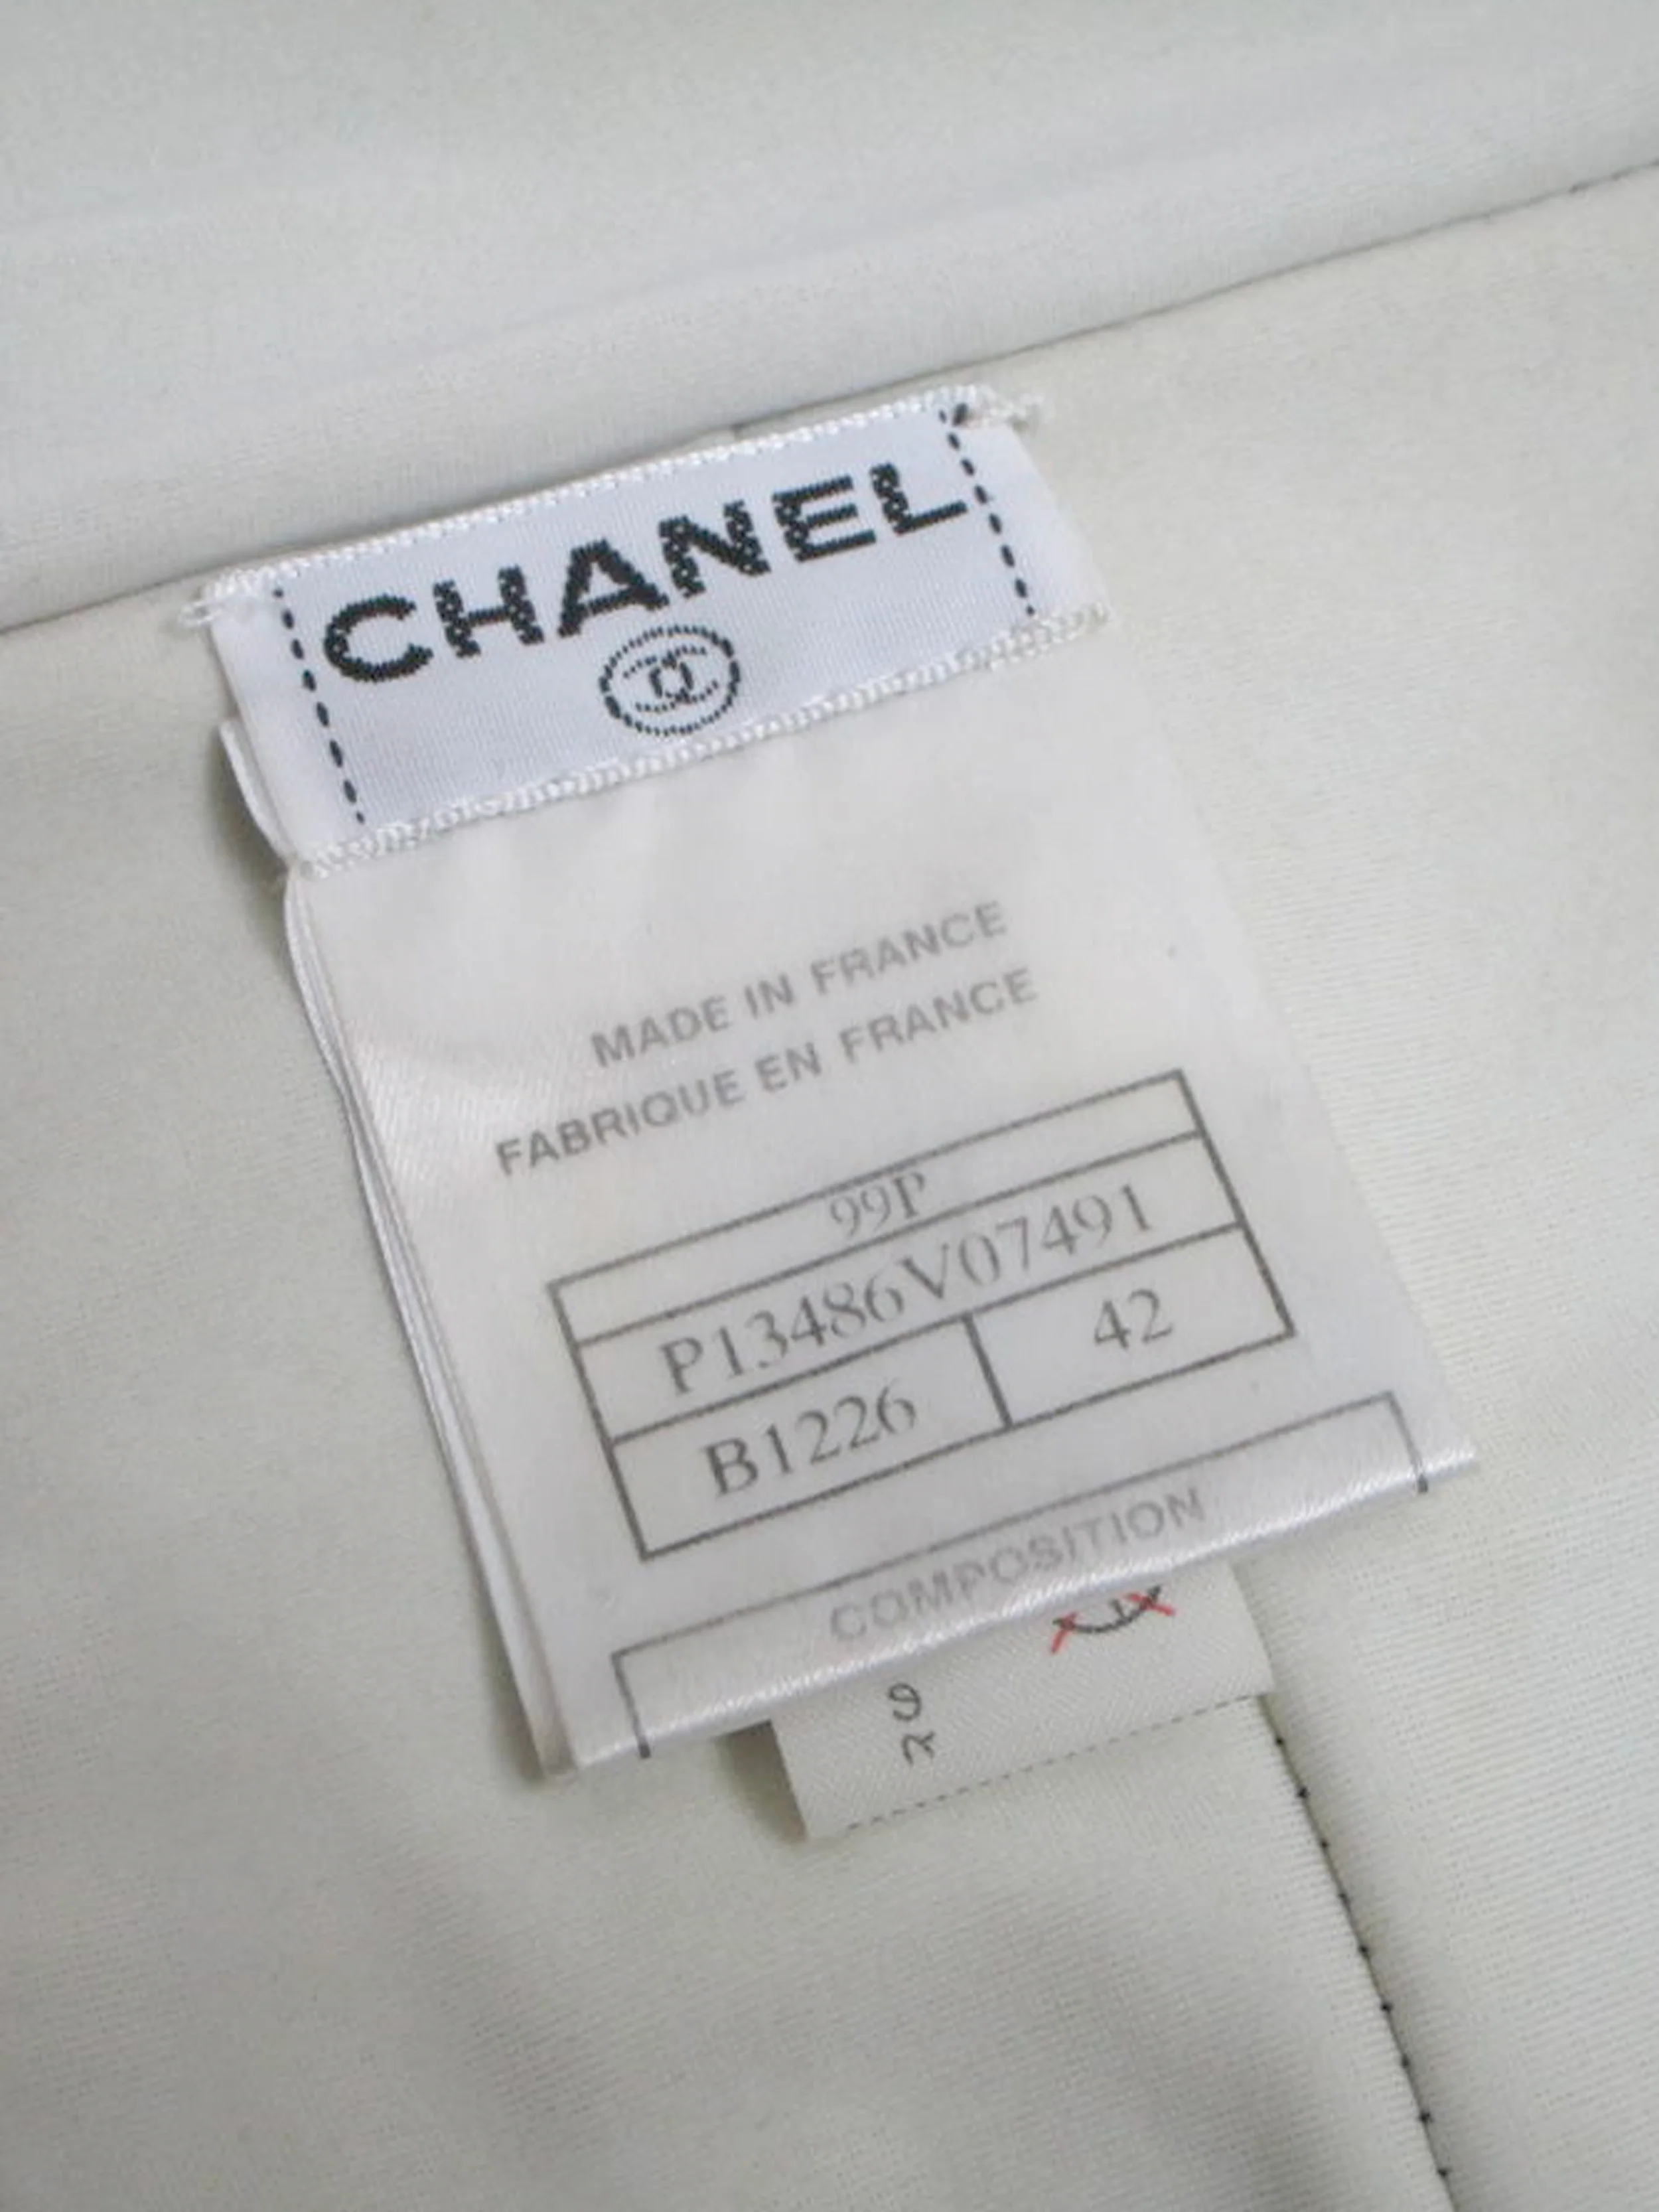 CHANEL
MADE IN FRANCE
FABRIQUE EN FRANCE
99P
P13486V07491
B1226
42
COMPOSITION